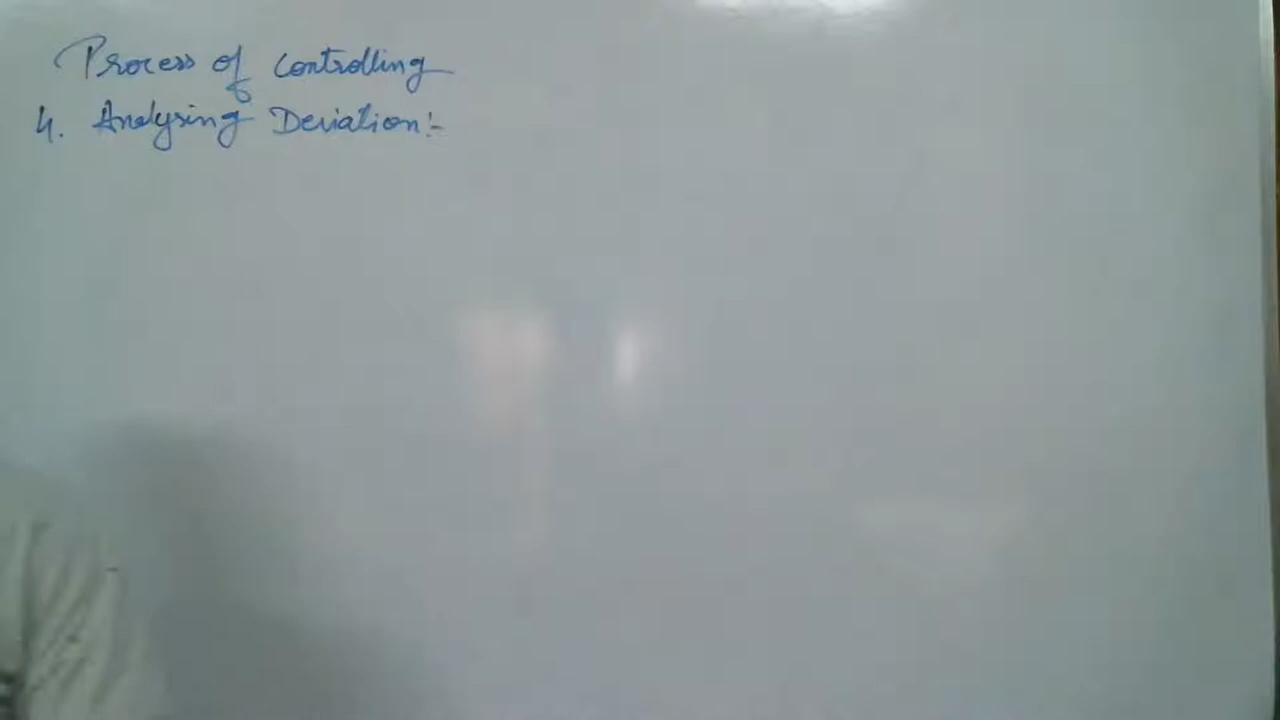 Process of Controlling
4. Analysing Deviation:-